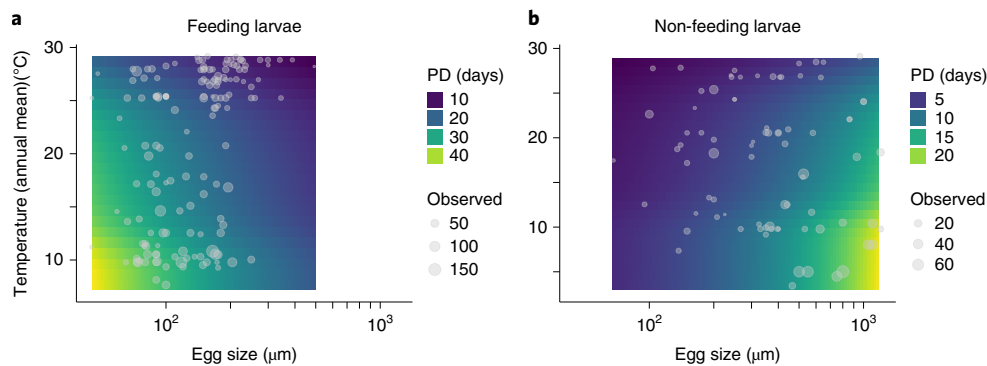 a
Feeding larvae
Temperature (annual mean)(°C)
30
20
10
10²
10³
Egg size (μm)
PD (days)
10
20
30
40
Observed
50
100
150
b
Non-feeding larvae
30
20
10
10²
10³
Egg size (μm)
PD (days)
5
10
15
20
Observed
20
40
60